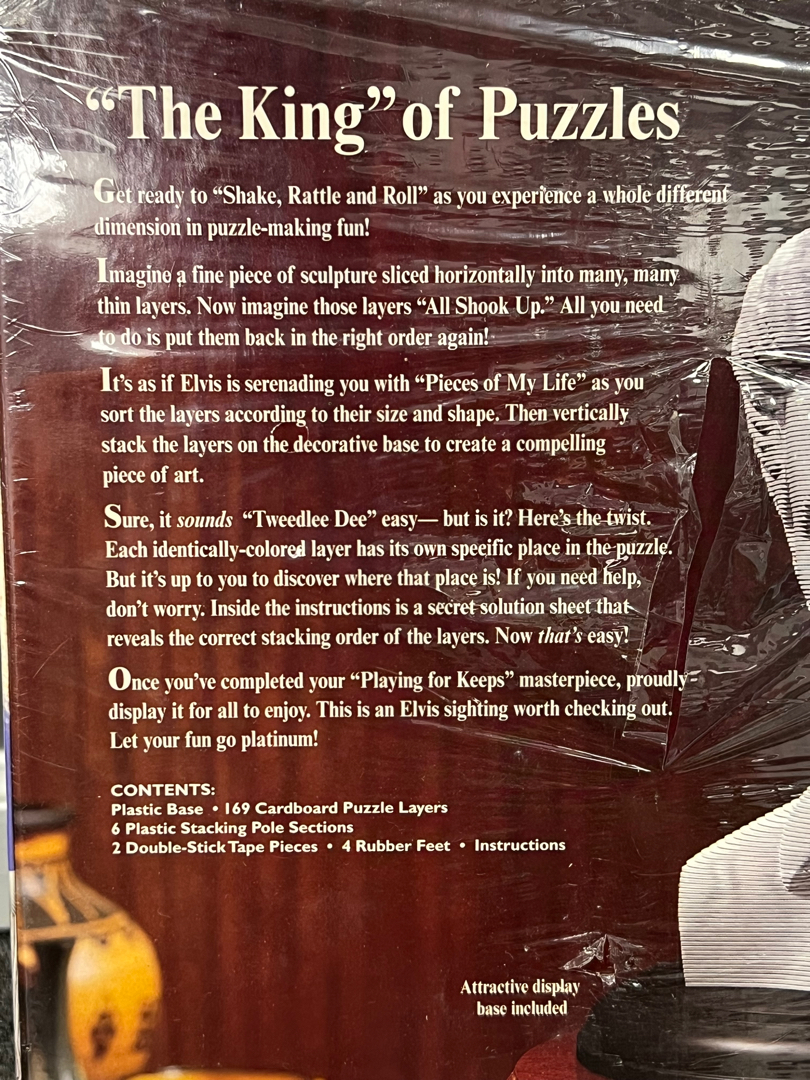 “The King” of Puzzles
Get ready to “Shake, Rattle and Roll” as you experience a whole different
dimension in puzzle-making fun!
Imagine a fine piece of sculpture sliced horizontally into many, many
thin layers. Now imagine those layers “All Shook Up.” All you need
to do is put them back in the right order again!
It’s as if Elvis is serenading you with “Pieces of My Life” as you
sort the layers according to their size and shape. Then vertically
stack the layers on the decorative base to create a compelling
piece of art.
Sure, it sounds “Tweedlee Dee” easy— but is it? Here’s the twist.
Each identically-colored layer has its own specific place in the puzzle.
But it’s up to you to discover where that place is! If you need help,
don’t worry. Inside the instructions is a secret solution sheet that
reveals the correct stacking order of the layers. Now that’s easy!
Once you’ve completed your “Playing for Keeps” masterpiece, proudly
display it for all to enjoy. This is an Elvis sighting worth checking out.
Let your fun go platinum!
CONTENTS:
Plastic Base • 169 Cardboard Puzzle Layers
6 Plastic Stacking Pole Sections
2 Double-Stick Tape Pieces • 4 Rubber Feet • Instructions
Attractive display
base included